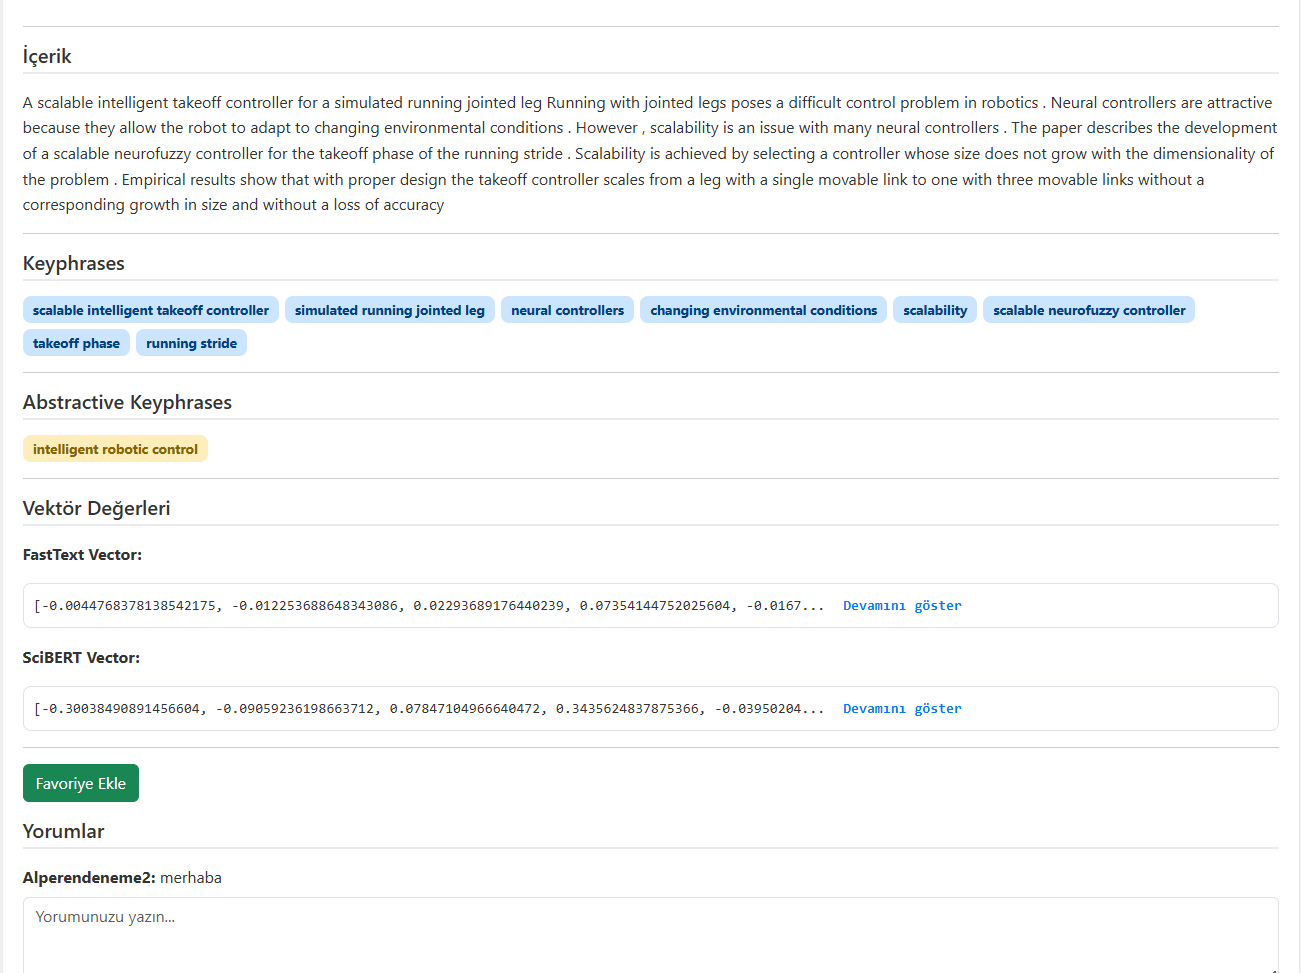 İçerik
A scalable intelligent takeoff controller for a simulated running jointed leg Running with jointed legs poses a difficult control problem in robotics . Neural controllers are attractive
because they allow the robot to adapt to changing environmental conditions . However , scalability is an issue with many neural controllers . The paper describes the development
of a scalable neurofuzzy controller for the takeoff phase of the running stride . Scalability is achieved by selecting a controller whose size does not grow with the dimensionality of
the problem . Empirical results show that with proper design the takeoff controller scales from a leg with a single movable link to one with three movable links without a
corresponding growth in size and without a loss of accuracy
Keyphrases
scalable intelligent takeoff controller simulated running jointed leg neural controllers changing environmental conditions scalability scalable neurofuzzy controller
takeoff phase running stride
Abstractive Keyphrases
intelligent robotic control
Vektör Değerleri
FastText Vector:
[-0.0044768378138542175, -0.012253688648343086, 0.02293689176440239, 0.07354144752025604, -0.0167... Devamını göster
SciBERT Vector:
[-0.30038490891456604, -0.09059236198663712, 0.07847104966640472, 0.3435624837875366, -0.03950204... Devamını göster
Favoriye Ekle
Yorumlar
Alperendeneme2: merhaba
Yorumunuzu yazın...